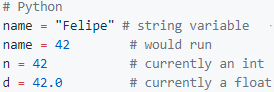 # Python
name = "Felipe" # string variable
name = 42       # would run
n = 42          # currently an int
d = 42.0        # currently a float